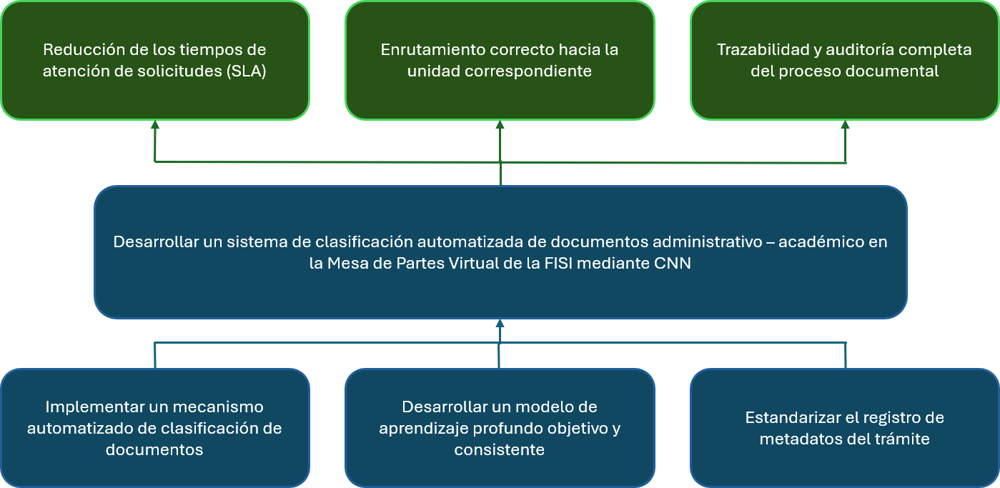 Reducción de los tiempos de
atención de solicitudes (SLA)
Enrutamiento correcto hacia la
unidad correspondiente
Trazabilidad y auditoría completa
del proceso documental
Desarrollar un sistema de clasificación automatizada de documentos administrativo – académico en
la Mesa de Partes Virtual de la FISI mediante CNN
Implementar un mecanismo
automatizado de clasificación de
documentos
Desarrollar un modelo de
aprendizaje profundo objetivo y
consistente
Estandarizar el registro de
metadatos del trámite